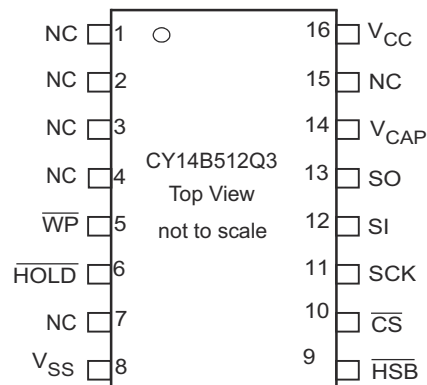 NC 1 16 VCC
NC 2 15 NC
NC 3 14 VCAP
NC 4 CY14B512Q3 13 SO
Top View
WP 5 not to scale 12 SI
HOLD 6 11 SCK
NC 7 10 CS
VSS 8 9 HSB